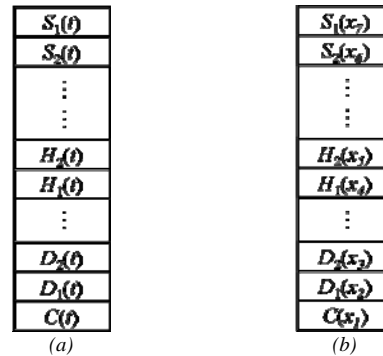 S₁(t)
S₂(t)
⋮
⋮
H₂(t)
H₁(t)
⋮
D₂(t)
D₁(t)
C(t)
(a)
S₁(x₇)
S₂(x₆)
⋮
⋮
H₂(x₅)
H₁(x₄)
⋮
D₂(x₃)
D₁(x₂)
C(x₁)
(b)